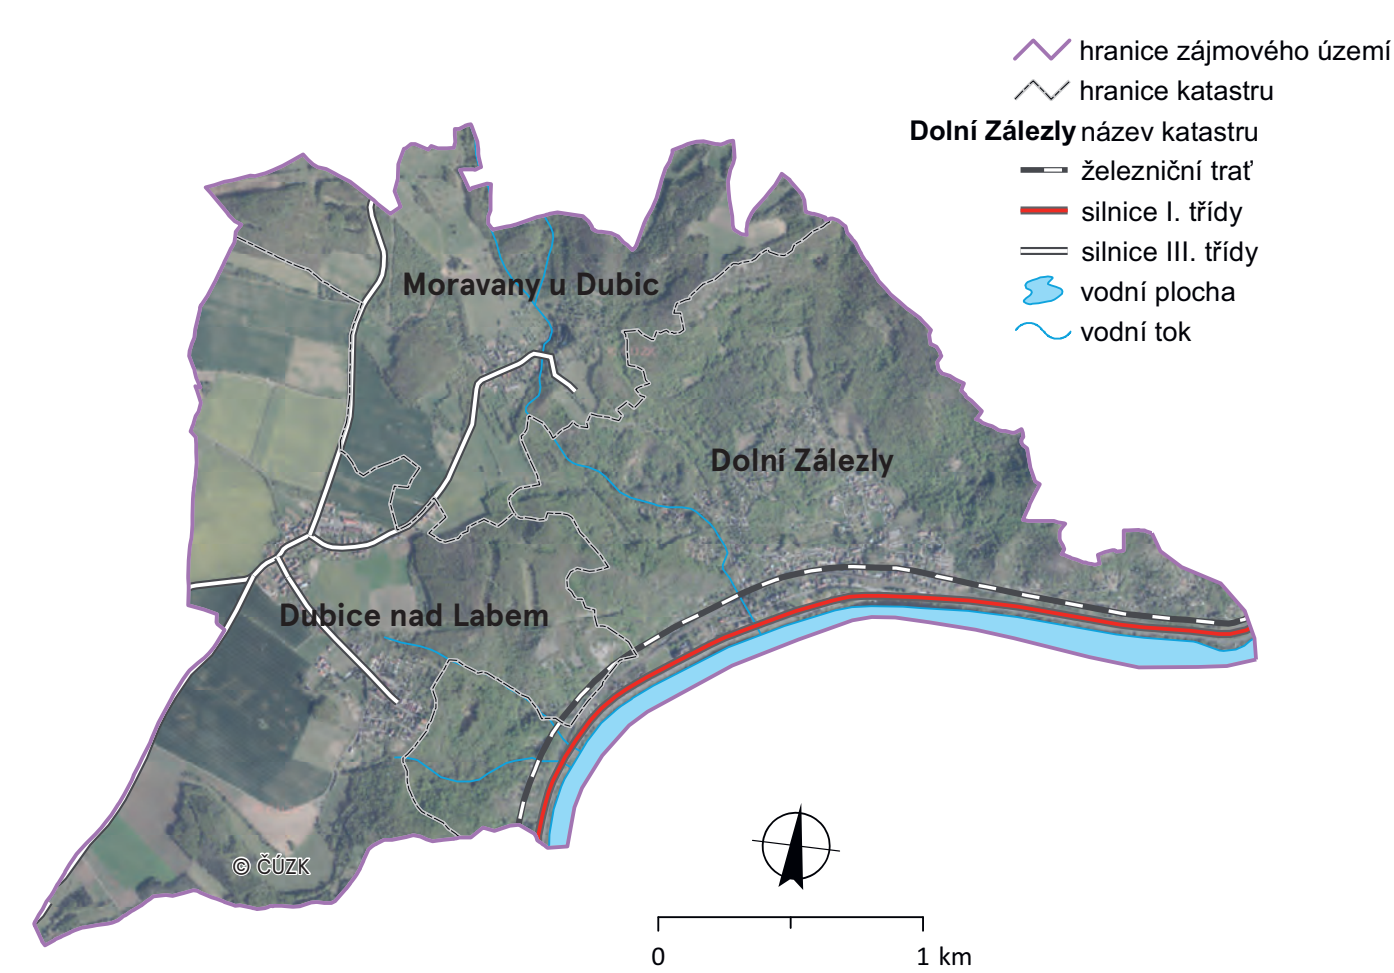 hranice zájmového území
hranice katastru
Dolní Zálezly název katastru
železniční trať
silnice I. třídy
silnice III. třídy
vodní plocha
vodní tok
Moravany u Dubic
Dolní Zálezly
Dubice nad Labem
© ČÚZK
0 1 km